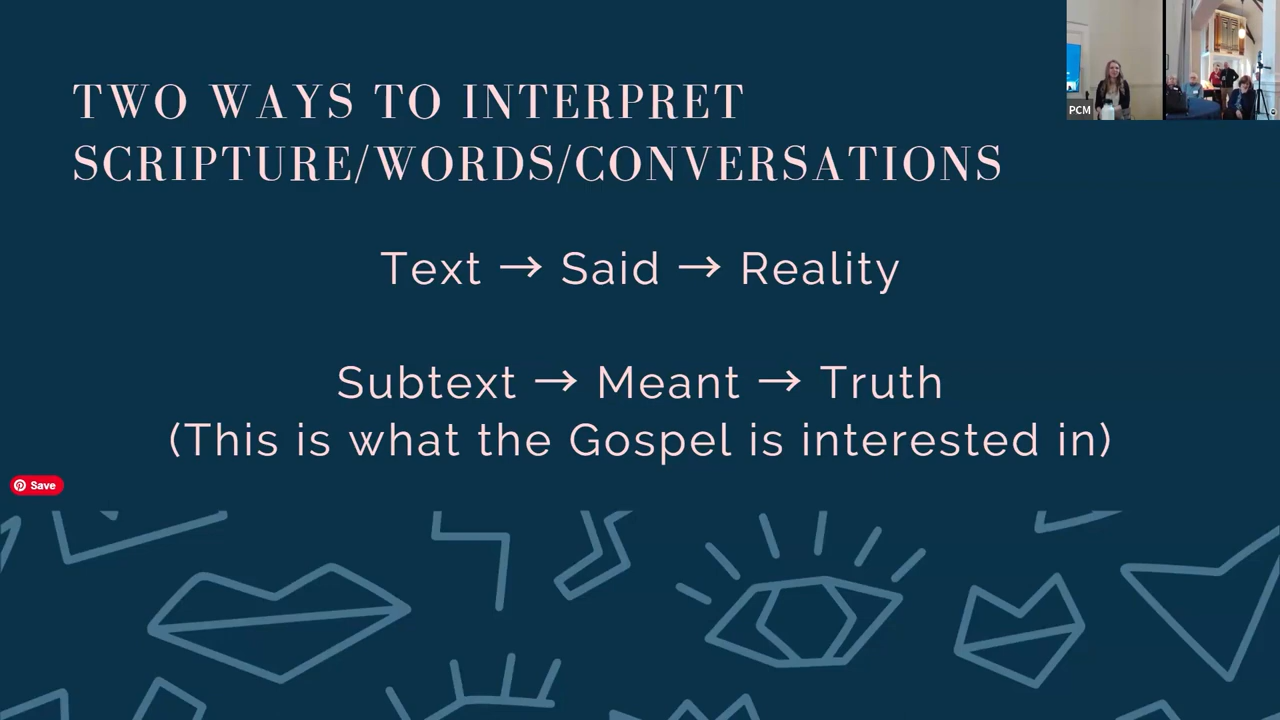 TWO WAYS TO INTERPRET
SCRIPTURE/WORDS/CONVERSATIONS
Text → Said → Reality
Subtext → Meant → Truth
(This is what the Gospel is interested in)
Save
PCM